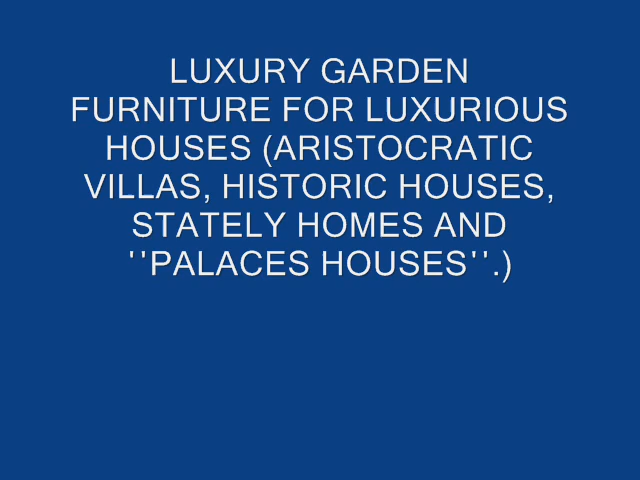 LUXURY GARDEN
FURNITURE FOR LUXURIOUS
HOUSES (ARISTOCRATIC
VILLAS, HISTORIC HOUSES,
STATELY HOMES AND
''PALACES HOUSES''.)